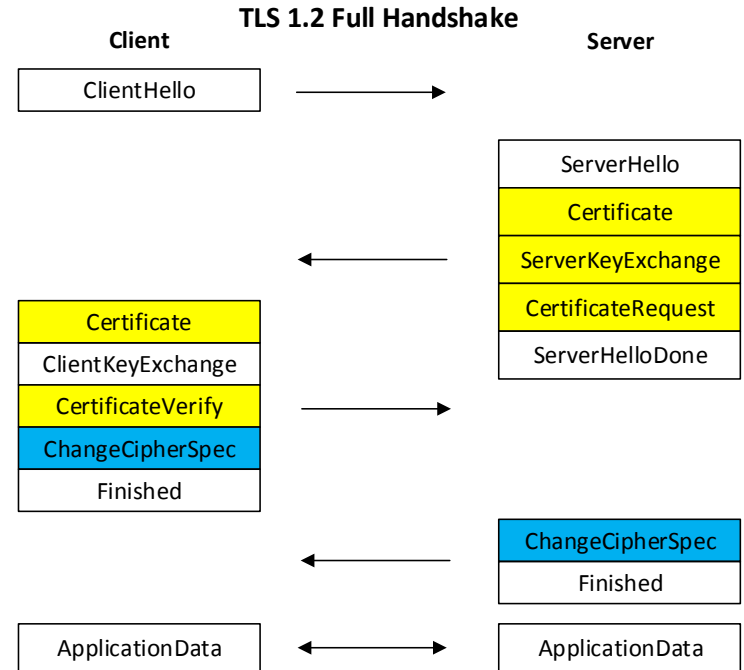 TLS 1.2 Full Handshake
Client
Server
ClientHello
ServerHello
Certificate
ServerKeyExchange
CertificateRequest
ServerHelloDone
Certificate
ClientKeyExchange
CertificateVerify
ChangeCipherSpec
Finished
ChangeCipherSpec
Finished
ApplicationData
ApplicationData